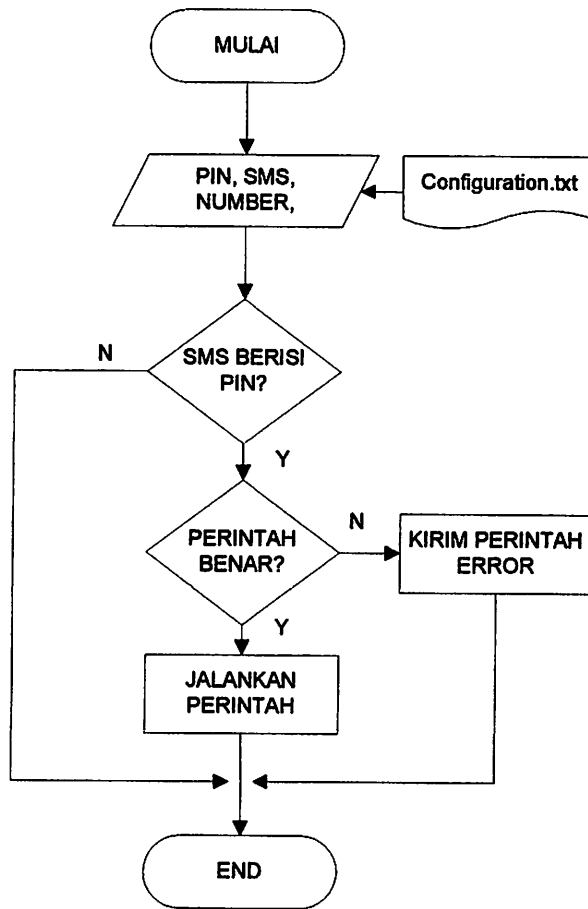 MULAI
PIN, SMS,
NUMBER,
Configuration.txt
SMS BERISI
PIN?
N
Y
PERINTAH
BENAR?
N
KIRIM PERINTAH
ERROR
Y
JALANKAN
PERINTAH
END